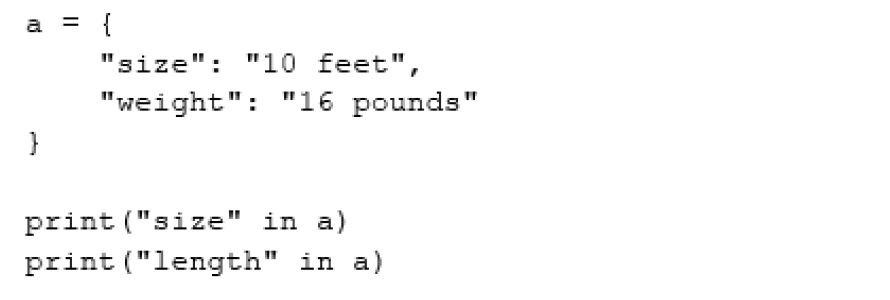 a = {
    "size": "10 feet",
    "weight": "16 pounds"
}
print("size" in a)
print("length" in a)